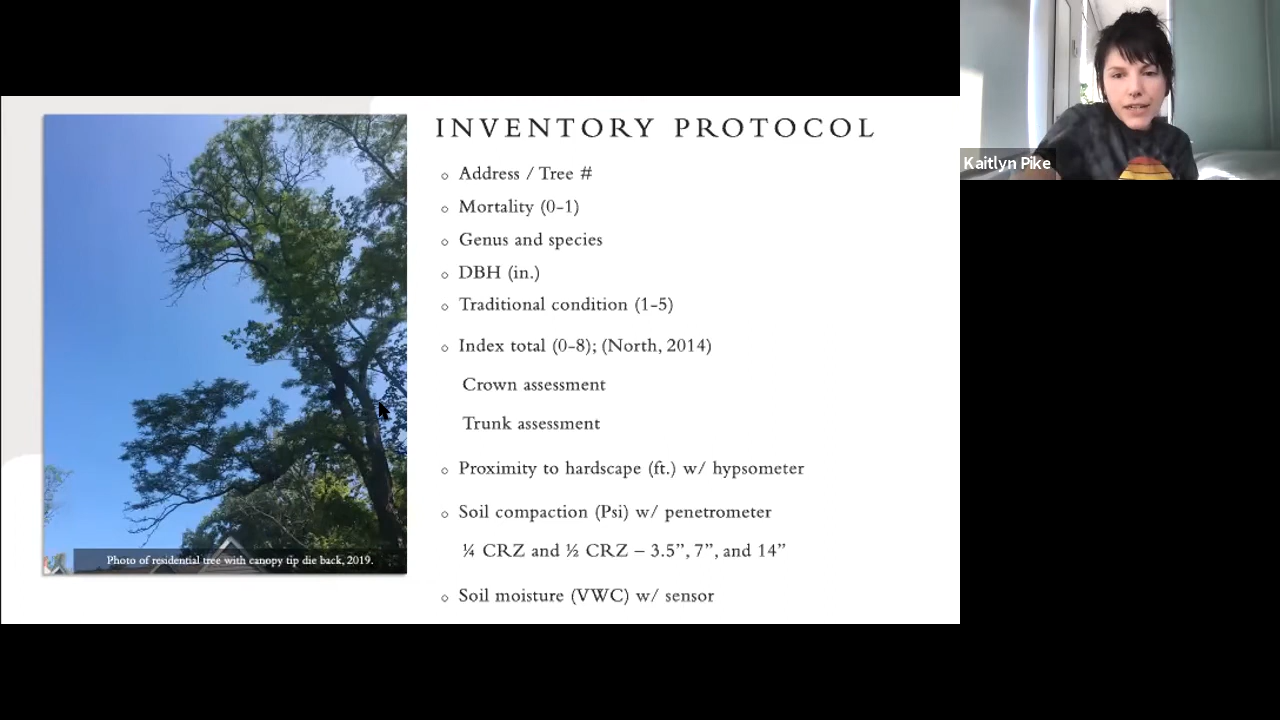 INVENTORY PROTOCOL
Address / Tree #
Mortality (0-1)
Genus and species
DBH (in.)
Traditional condition (1-5)
Index total (0-8); (North, 2014)
Crown assessment
Trunk assessment
Proximity to hardscape (ft.) w/ hypsometer
Soil compaction (Psi) w/ penetrometer
¼ CRZ and ½ CRZ – 3.5”, 7”, and 14”
Soil moisture (VWC) w/ sensor
Photo of residential tree with canopy tip die back, 2019.
Kaitlyn Pike